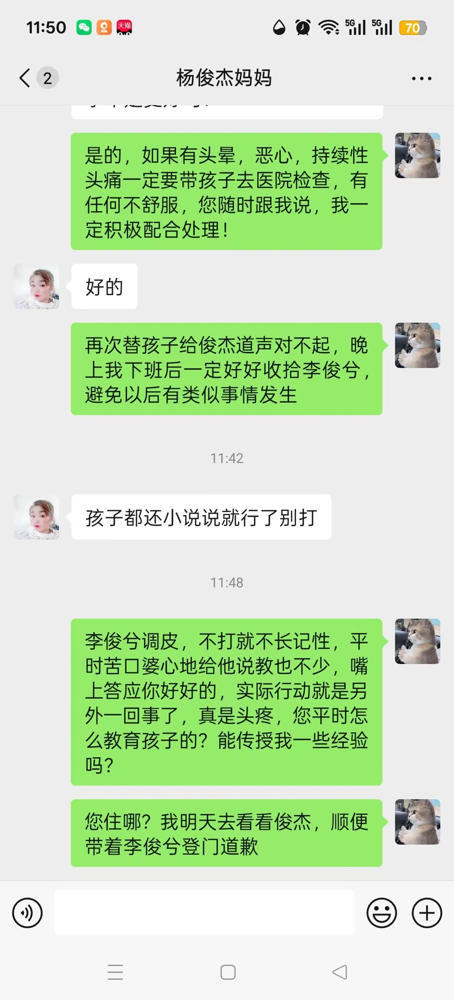 11:50
天猫
5G
5G
70
2
杨俊杰妈妈
是的，如果有头晕，恶心，持续性
头痛一定要带孩子去医院检查，有
任何不舒服，您随时跟我说，我一
定积极配合处理！
好的
再次替孩子给俊杰道声对不起，晚
上我下班后一定好好收拾李俊兮，
避免以后有类似事情发生
11:42
孩子都还小说说就行了别打
11:48
李俊兮调皮，不打就不长记性，平
时苦口婆心地给他说教也不少，嘴
上答应你好好的，实际行动就是另
外一回事了，真是头疼，您平时怎
么教育孩子的？能传授我一些经验
吗？
您住哪？我明天去看看俊杰，顺便
带着李俊兮登门道歉